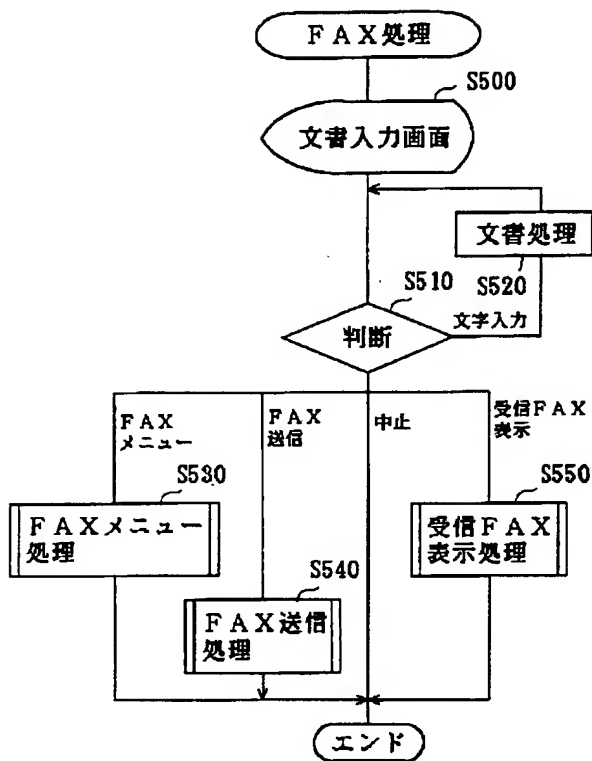 ＦＡＸ処理
S500
文書入力画面
文書処理
S520
S510
判断
文字入力
ＦＡＸ
メニュー
ＦＡＸ
送信
中止
受信ＦＡＸ
表示
S530
ＦＡＸメニュー
処理
S550
受信ＦＡＸ
表示処理
S540
ＦＡＸ送信
処理
エンド